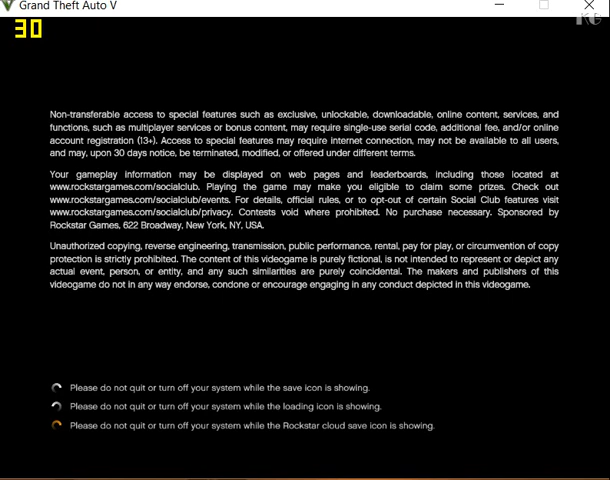 Grand Theft Auto V
30
KG
Non-transferable access to special features such as exclusive, unlockable, downloadable, online content, services, and
functions, such as multiplayer services or bonus content, may require single-use serial code, additional fee, and/or online
account registration (13+). Access to special features may require internet connection, may not be available to all users,
and may, upon 30 days notice, be terminated, modified, or offered under different terms.
Your gameplay information may be displayed on web pages and leaderboards, including those located at
www.rockstargames.com/socialclub. Playing the game may make you eligible to claim some prizes. Check out
www.rockstargames.com/socialclub/events. For details, official rules, or to opt-out of certain Social Club features visit
www.rockstargames.com/socialclub/privacy. Contests void where prohibited. No purchase necessary. Sponsored by
Rockstar Games, 622 Broadway, New York, NY, USA.
Unauthorized copying, reverse engineering, transmission, public performance, rental, pay for play, or circumvention of copy
protection is strictly prohibited. The content of this videogame is purely fictional, is not intended to represent or depict any
actual event, person, or entity, and any such similarities are purely coincidental. The makers and publishers of this
videogame do not in any way endorse, condone or encourage engaging in any conduct depicted in this videogame.
Please do not quit or turn off your system while the save icon is showing.
Please do not quit or turn off your system while the loading icon is showing.
Please do not quit or turn off your system while the Rockstar cloud save icon is showing.